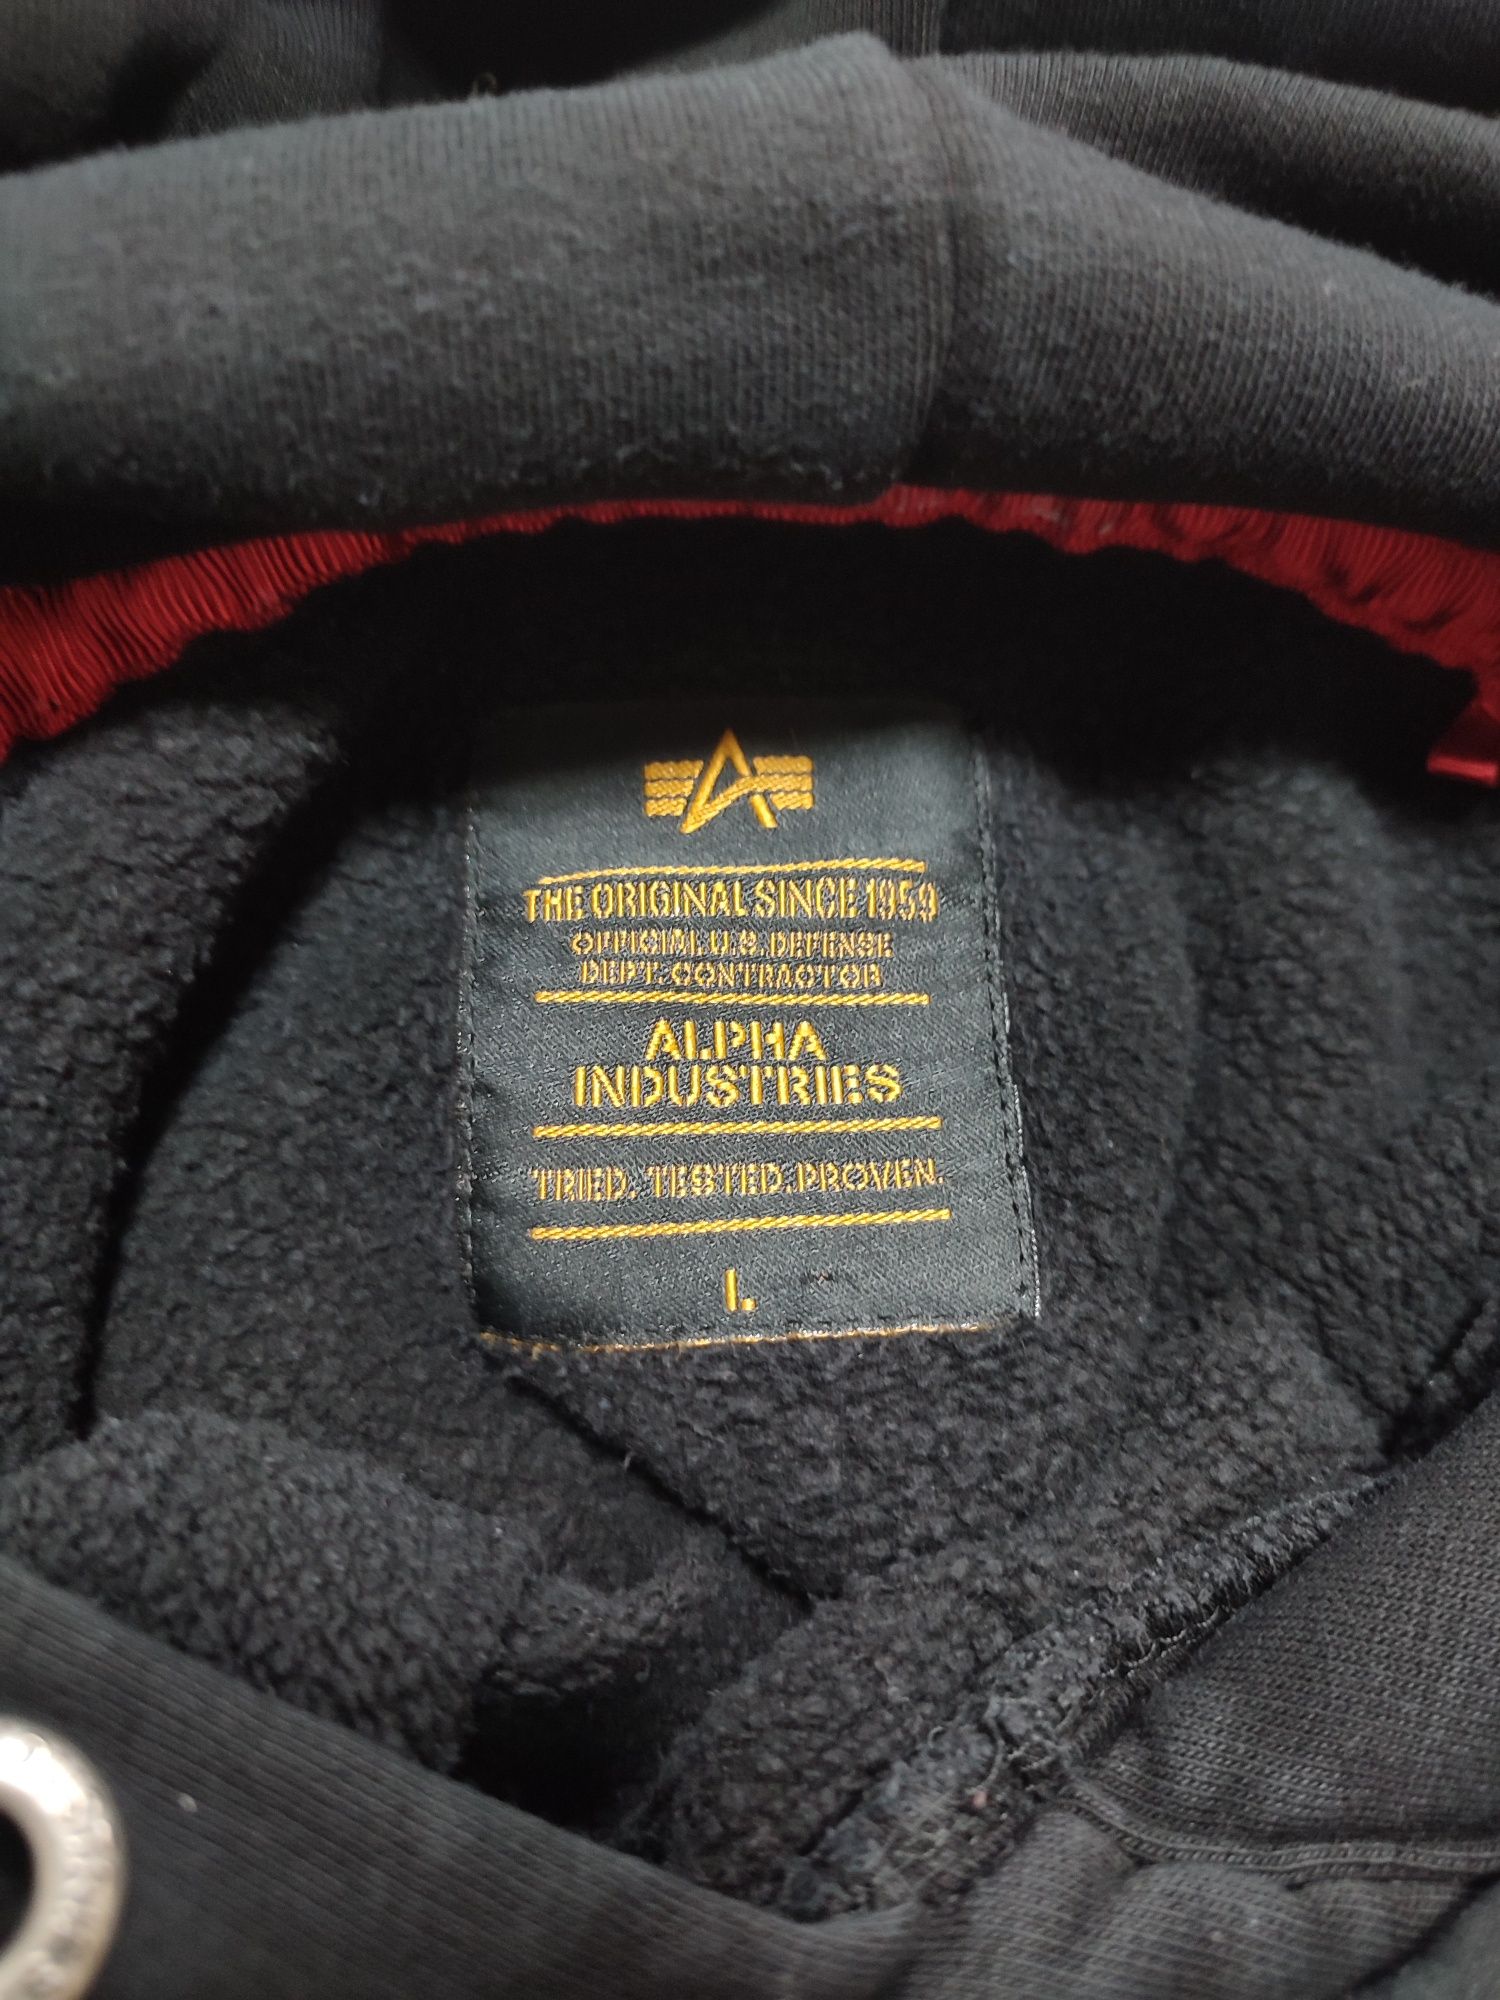 THE ORIGINAL SINCE 1959
OFFICIAL U.S. DEFENSE
DEPT. CONTRACTOR
ALPHA
INDUSTRIES
TRIED. TESTED. PROVEN.
L